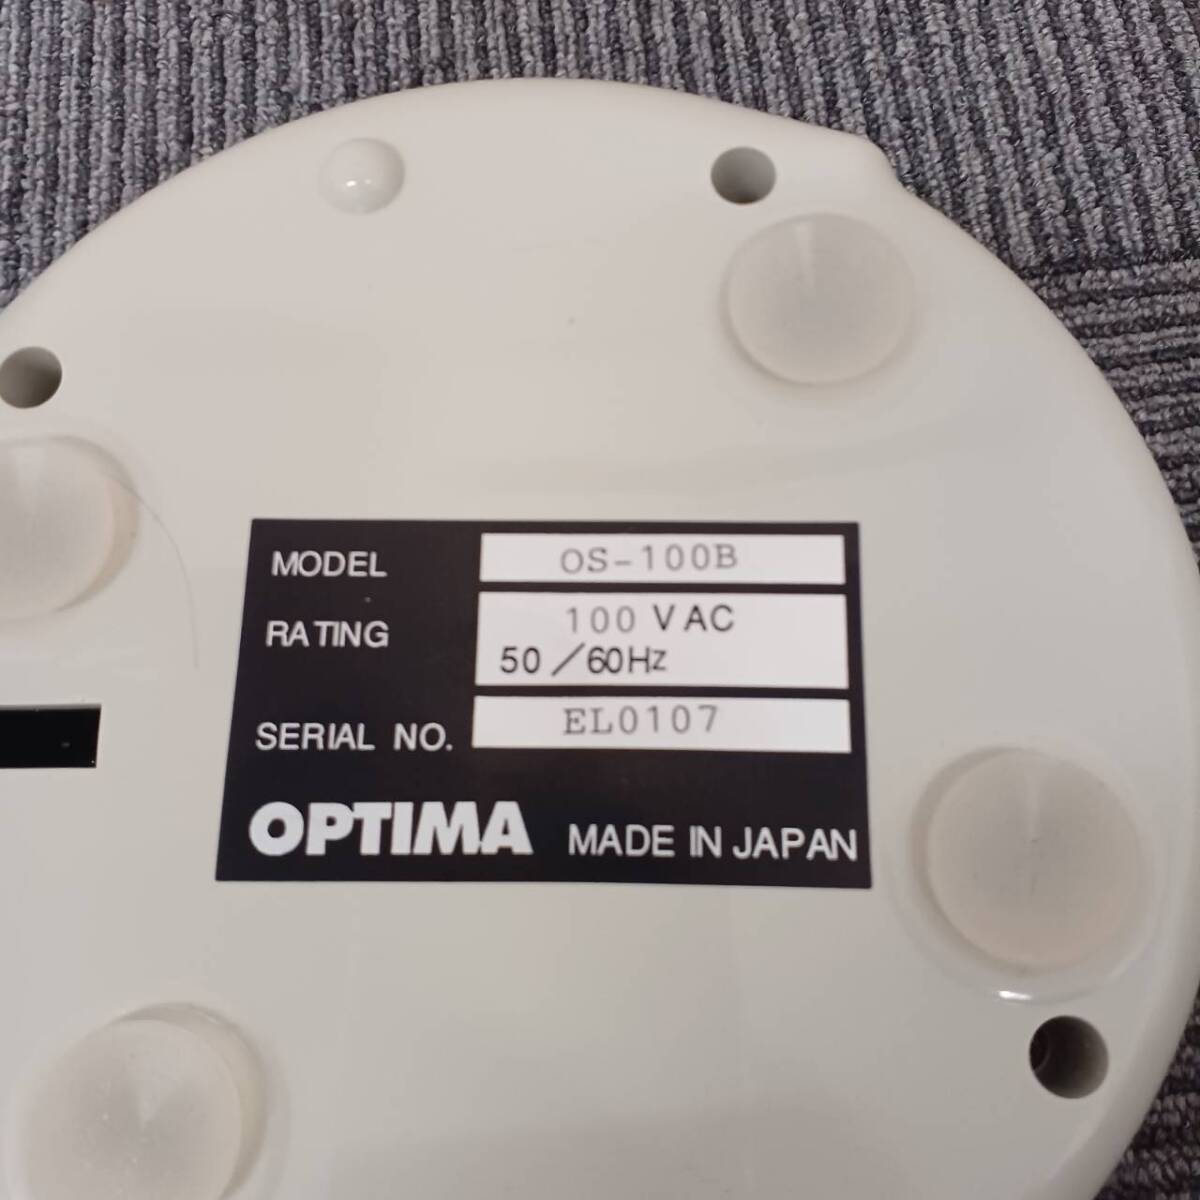 MODEL OS-100B
RATING 100 VAC
50/60Hz
SERIAL NO. EL0107
OPTIMA MADE IN JAPAN